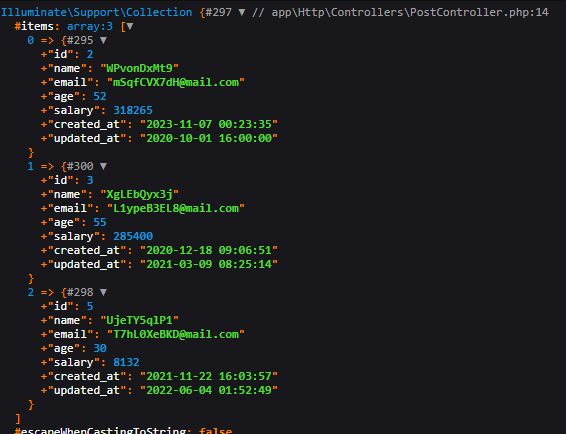 Illuminate\Support\Collection {#297 ▼ // app\Http\Controllers\PostController.php:14
#items: array:3 [▼
0 => {#295 ▼
+"id": 2
+"name": "WPvonDxMt9"
+"email": "mSqfCVX7dH@mail.com"
+"age": 52
+"salary": 318265
+"created_at": "2023-11-07 00:23:35"
+"updated_at": "2020-10-01 16:00:00"
}
1 => {#300 ▼
+"id": 3
+"name": "XgLEbQyx3j"
+"email": "L1ypeB3EL8@mail.com"
+"age": 55
+"salary": 285400
+"created_at": "2020-12-18 09:06:51"
+"updated_at": "2021-03-09 08:25:14"
}
2 => {#298 ▼
+"id": 5
+"name": "UjeTY5qlP1"
+"email": "T7hL0XeBKD@mail.com"
+"age": 30
+"salary": 8132
+"created_at": "2021-11-22 16:03:57"
+"updated_at": "2022-06-04 01:52:49"
}
]
#escapeWhenCastingToString: false